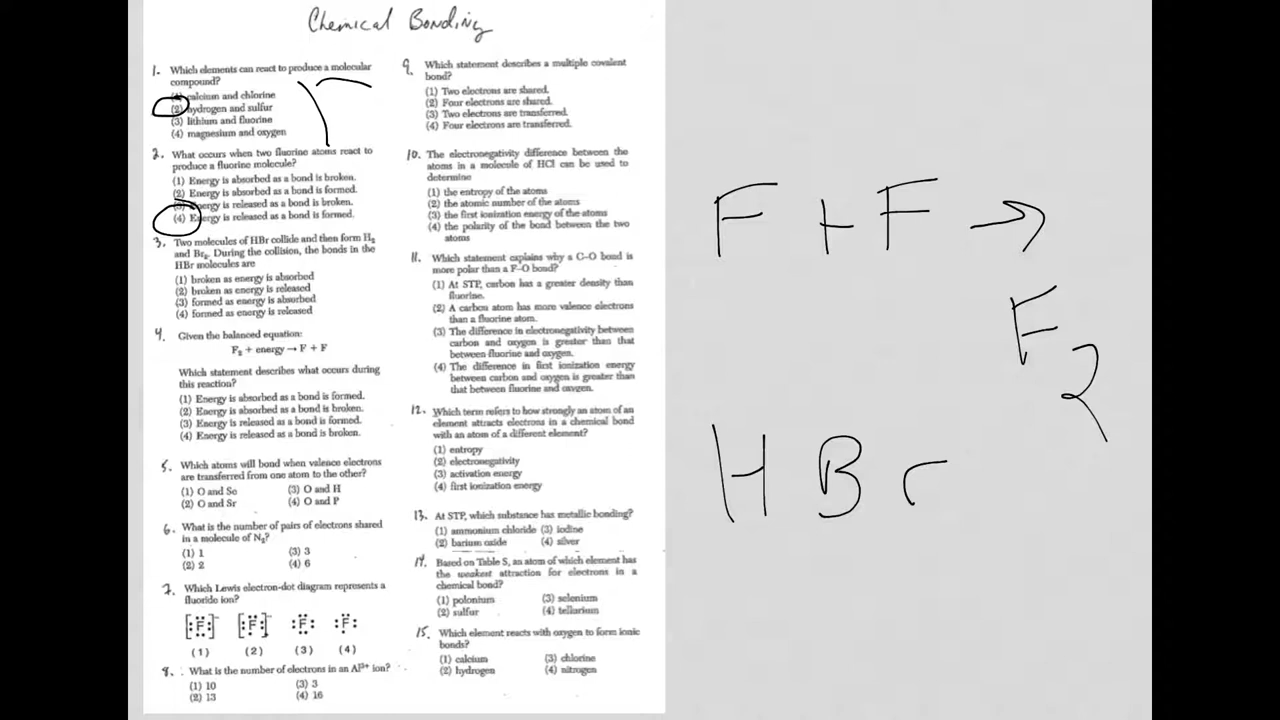 Chemical Bonding
1. Which elements can react to produce a molecular
compound?
(1) calcium and chlorine
(2) hydrogen and sulfur
(3) lithium and fluorine
(4) magnesium and oxygen
2. What occurs when two fluorine atoms react to
produce a fluorine molecule?
(1) Energy is absorbed as a bond is broken.
(2) Energy is absorbed as a bond is formed.
(3) Energy is released as a bond is broken.
(4) Energy is released as a bond is formed.
3. Two molecules of HBr collide and then form H₂
and Br₂. During the collision, the bonds in the
HBr molecules are
(1) broken as energy is absorbed
(2) broken as energy is released
(3) formed as energy is absorbed
(4) formed as energy is released
4. Given the balanced equation:
F₂ + energy → F + F
Which statement describes what occurs during
this reaction?
(1) Energy is absorbed as a bond is formed.
(2) Energy is absorbed as a bond is broken.
(3) Energy is released as a bond is formed.
(4) Energy is released as a bond is broken.
5. Which atoms will bond when valence electrons
are transferred from one atom to the other?
(1) O and Se (3) O and H
(2) O and Sr (4) O and P
6. What is the number of pairs of electrons shared
in a molecule of N₂?
(1) 1 (3) 3
(2) 2 (4) 6
7. Which Lewis electron-dot diagram represents a
fluoride ion?
[F]⁻ [F]⁻ F F
(1) (2) (3) (4)
8. What is the number of electrons in an Al³⁺ ion?
(1) 10 (3) 3
(2) 13 (4) 16
9. Which statement describes a multiple covalent
bond?
(1) Two electrons are shared.
(2) Four electrons are shared.
(3) Two electrons are transferred.
(4) Four electrons are transferred.
10. The electronegativity difference between the
atoms in a molecule of HCl can be used to
determine
(1) the entropy of the atoms
(2) the atomic number of the atoms
(3) the first ionization energy of the atoms
(4) the polarity of the bond between the two
atoms
11. Which statement explains why a C–O bond is
more polar than a F–O bond?
(1) At STP, carbon has a greater density than
fluorine.
(2) A carbon atom has more valence electrons
than a fluorine atom.
(3) The difference in electronegativity between
carbon and oxygen is greater than that
between fluorine and oxygen.
(4) The difference in first ionization energy
between carbon and oxygen is greater than
that between fluorine and oxygen.
12. Which term refers to how strongly an atom of an
element attracts electrons in a chemical bond
with an atom of a different element?
(1) entropy
(2) electronegativity
(3) activation energy
(4) first ionization energy
13. At STP, which substance has metallic bonding?
(1) ammonium chloride (3) iodine
(2) barium oxide (4) silver
14. Based on Table S, an atom of which element has
the weakest attraction for electrons in a
chemical bond?
(1) polonium (3) selenium
(2) sulfur (4) tellurium
15. Which element reacts with oxygen to form ionic
bonds?
(1) calcium (3) chlorine
(2) hydrogen (4) nitrogen
F + F →
F₂
H Br